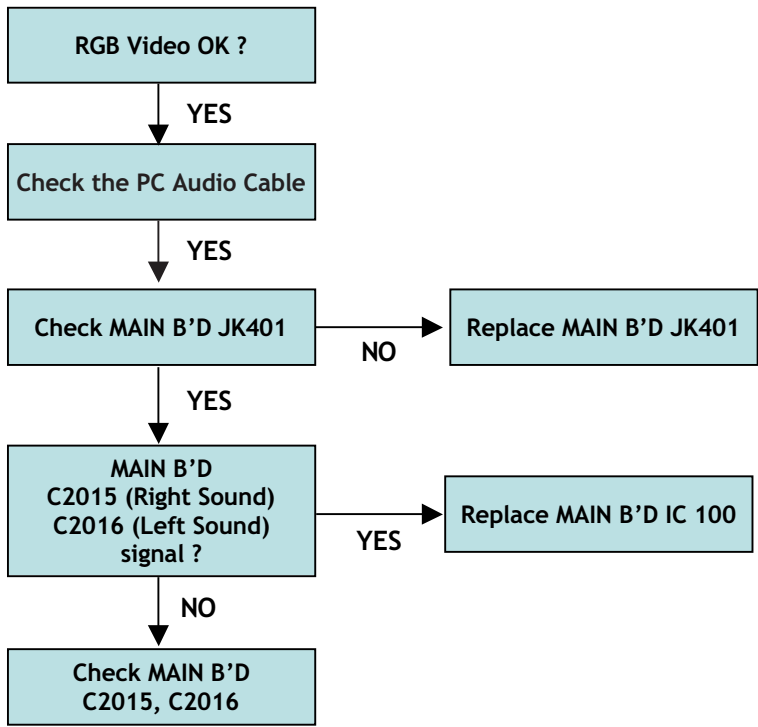 RGB Video OK ?
YES
Check the PC Audio Cable
YES
Check MAIN B’D JK401
NO
Replace MAIN B’D JK401
YES
MAIN B’D
C2015 (Right Sound)
C2016 (Left Sound)
signal ?
YES
Replace MAIN B’D IC 100
NO
Check MAIN B’D
C2015, C2016